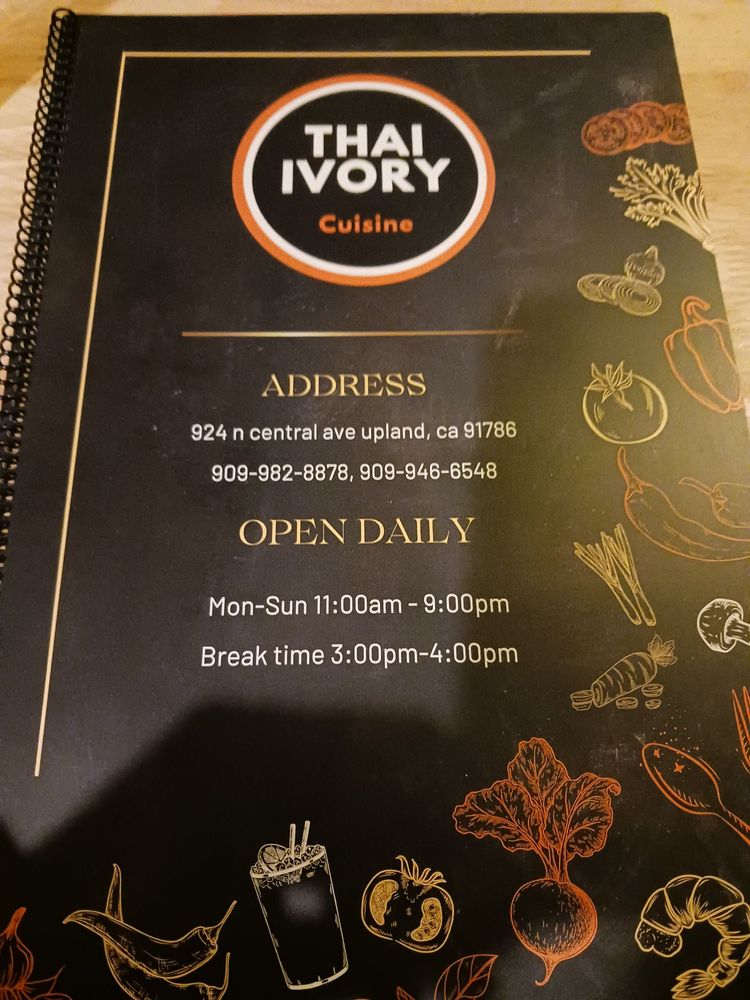 THAI
IVORY
Cuisine
ADDRESS
924 n central ave upland, ca 91786
909-982-8878, 909-946-6548
OPEN DAILY
Mon-Sun 11:00am - 9:00pm
Break time 3:00pm-4:00pm